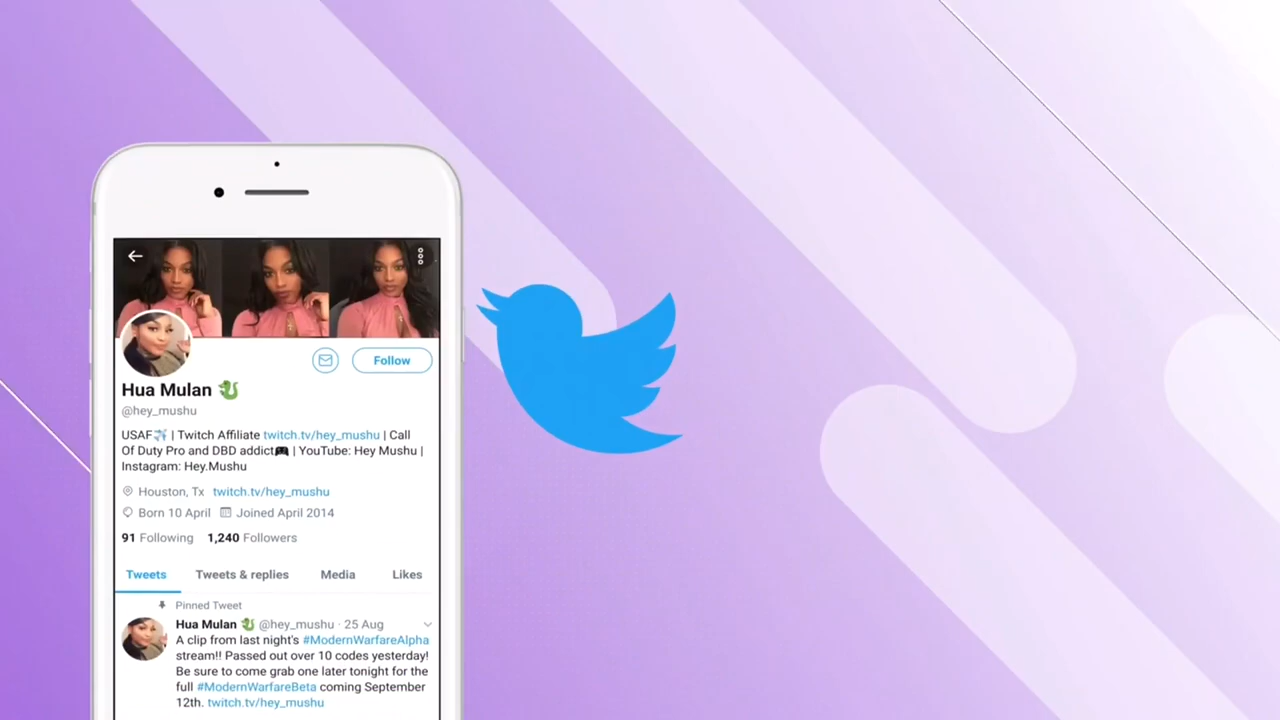 Follow
Hua Mulan 🐉
@hey_mushu
USAF✈️ | Twitch Affiliate twitch.tv/hey_mushu | Call
Of Duty Pro and DBD addict🎮 | YouTube: Hey Mushu |
Instagram: Hey.Mushu
Houston, Tx twitch.tv/hey_mushu
Born 10 April Joined April 2014
91 Following 1,240 Followers
Tweets Tweets & replies Media Likes
Pinned Tweet
Hua Mulan 🐉 @hey_mushu · 25 Aug
A clip from last night's #ModernWarfareAlpha
stream!! Passed out over 10 codes yesterday!
Be sure to come grab one later tonight for the
full #ModernWarfareBeta coming September
12th. twitch.tv/hey_mushu